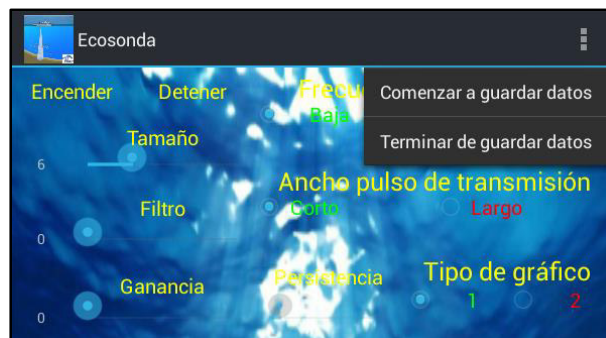 Ecosonda
Encender Detener Frecu
Baja
Comenzar a guardar datos
Terminar de guardar datos
Tamaño
6
Ancho pulso de transmisión
Filtro Corto Largo
0
Ganancia Persistencia Tipo de gráfico
1 2
0